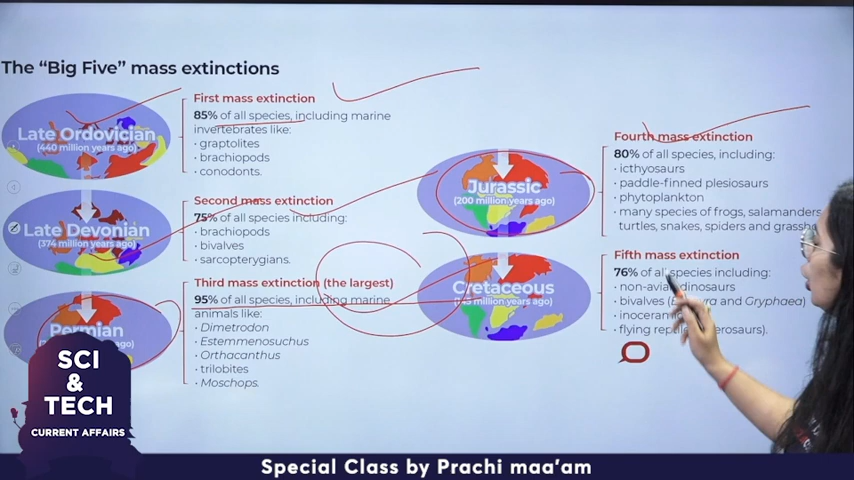 The “Big Five” mass extinctions
Late Ordovician
(440 million years ago)
First mass extinction
85% of all species, including marine
invertebrates like:
· graptolites
· brachiopods
· conodonts.
Late Devonian
(374 million years ago)
Second mass extinction
75% of all species including:
· brachiopods
· bivalves
· sarcopterygians.
Permian
Third mass extinction (the largest)
95% of all species, including marine
animals like:
· Dimetrodon
· Estemmenosuchus
· Orthacanthus
· trilobites
· Moschops.
Jurassic
(200 million years ago)
Fourth mass extinction
80% of all species, including:
· icthyosaurs
· paddle-finned plesiosaurs
· phytoplankton
· many species of frogs, salamanders
turtles, snakes, spiders and
Cretaceous
million years ago)
Fifth mass extinction
76% of all species including:
· non-avian dinosaurs
· bivalves ( and Gryphaea)
· flying
SCI
&
TECH
CURRENT AFFAIRS
Special Class by Prachi maa'am